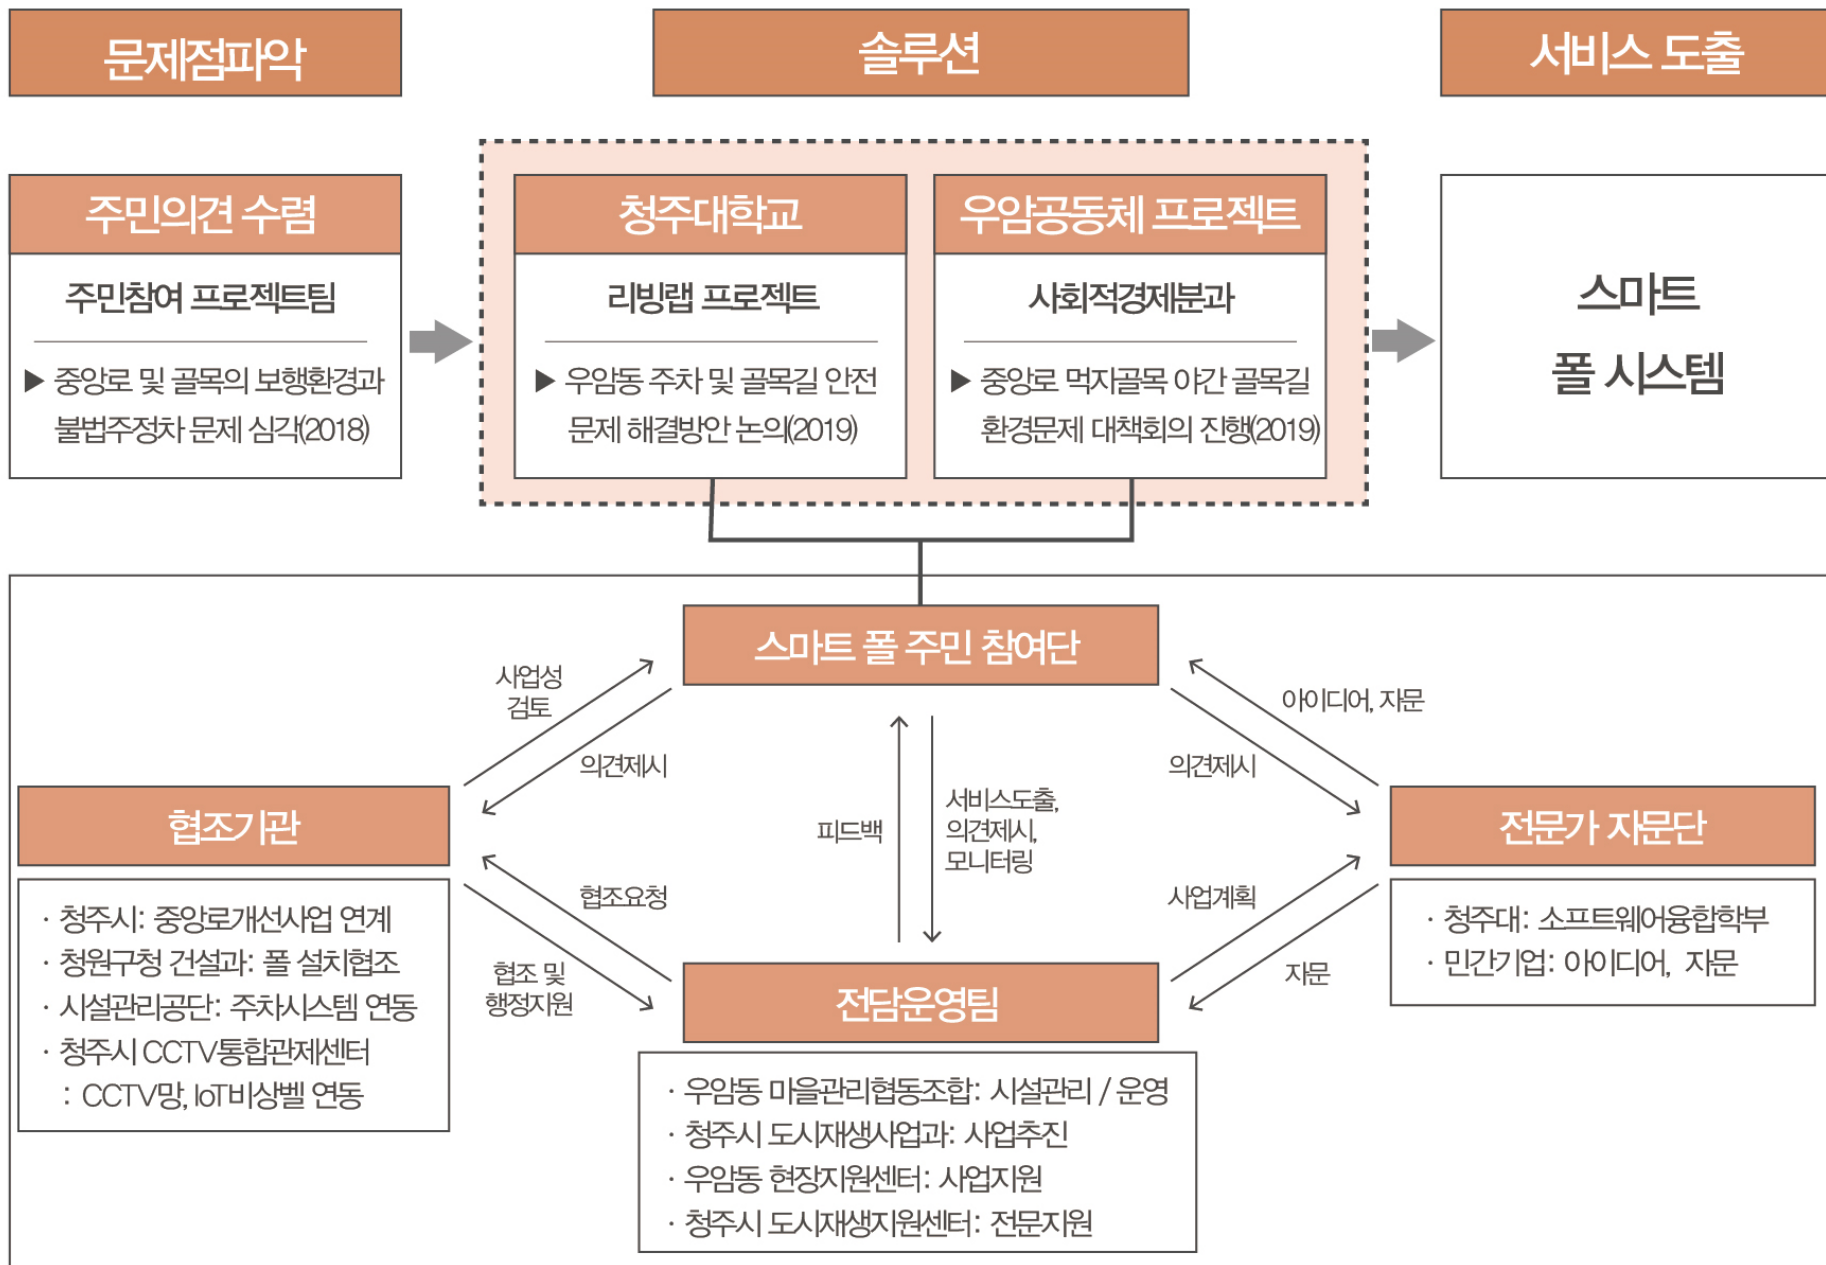 문제점파악
솔루션
서비스 도출
주민의견 수렴
주민참여 프로젝트팀
▶ 중앙로 및 골목의 보행환경과
불법주정차 문제 심각(2018)
청주대학교
리빙랩 프로젝트
▶ 우암동 주차 및 골목길 안전
문제 해결방안 논의(2019)
우암공동체 프로젝트
사회적경제분과
▶ 중앙로 먹자골목 야간 골목길
환경문제 대책회의 진행(2019)
스마트
폴 시스템
스마트 폴 주민 참여단
사업성
검토
의견제시
아이디어, 자문
의견제시
피드백
서비스도출,
의견제시,
모니터링
협조기관
· 청주시: 중앙로개선사업 연계
· 청원구청 건설과: 폴 설치협조
· 시설관리공단: 주차시스템 연동
· 청주시 CCTV통합관제센터
: CCTV망, IoT비상벨 연동
전문가 자문단
· 청주대: 소프트웨어융합학부
· 민간기업: 아이디어, 자문
협조요청
협조 및
행정지원
사업계획
자문
전담운영팀
· 우암동 마을관리협동조합: 시설관리 / 운영
· 청주시 도시재생사업과: 사업추진
· 우암동 현장지원센터: 사업지원
· 청주시 도시재생지원센터: 전문지원